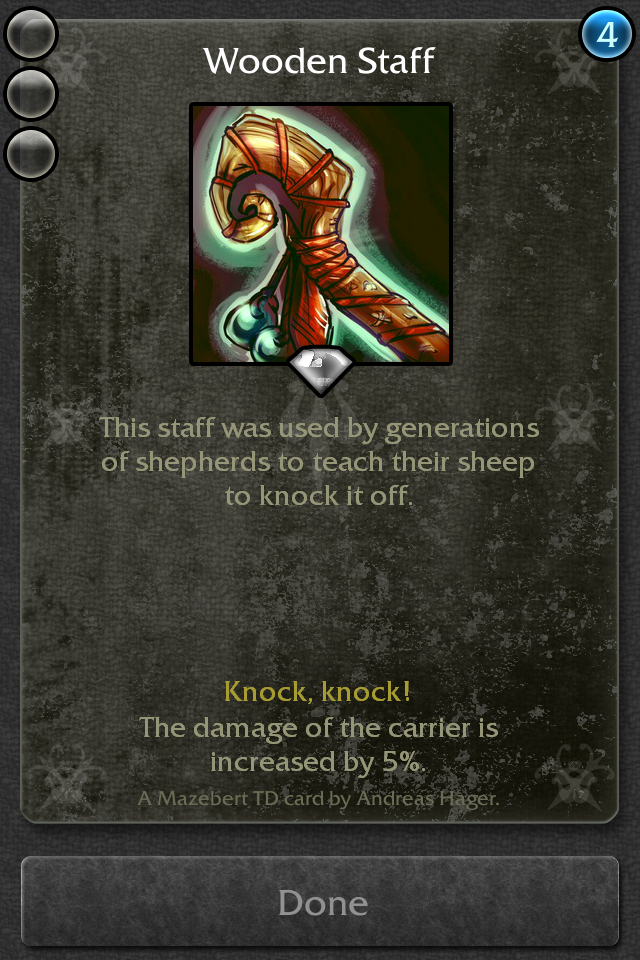 Wooden Staff
4
This staff was used by generations
of shepherds to teach their sheep
to knock it off.
Knock, knock!
The damage of the carrier is
increased by 5%.
A Mazebert TD card by Andreas Hager.
Done